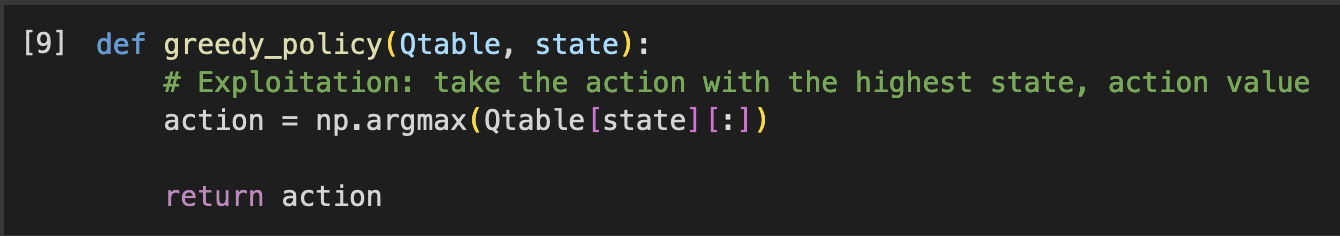 [9] def greedy_policy(Qtable, state):
    # Exploitation: take the action with the highest state, action value
    action = np.argmax(Qtable[state][:])
    return action